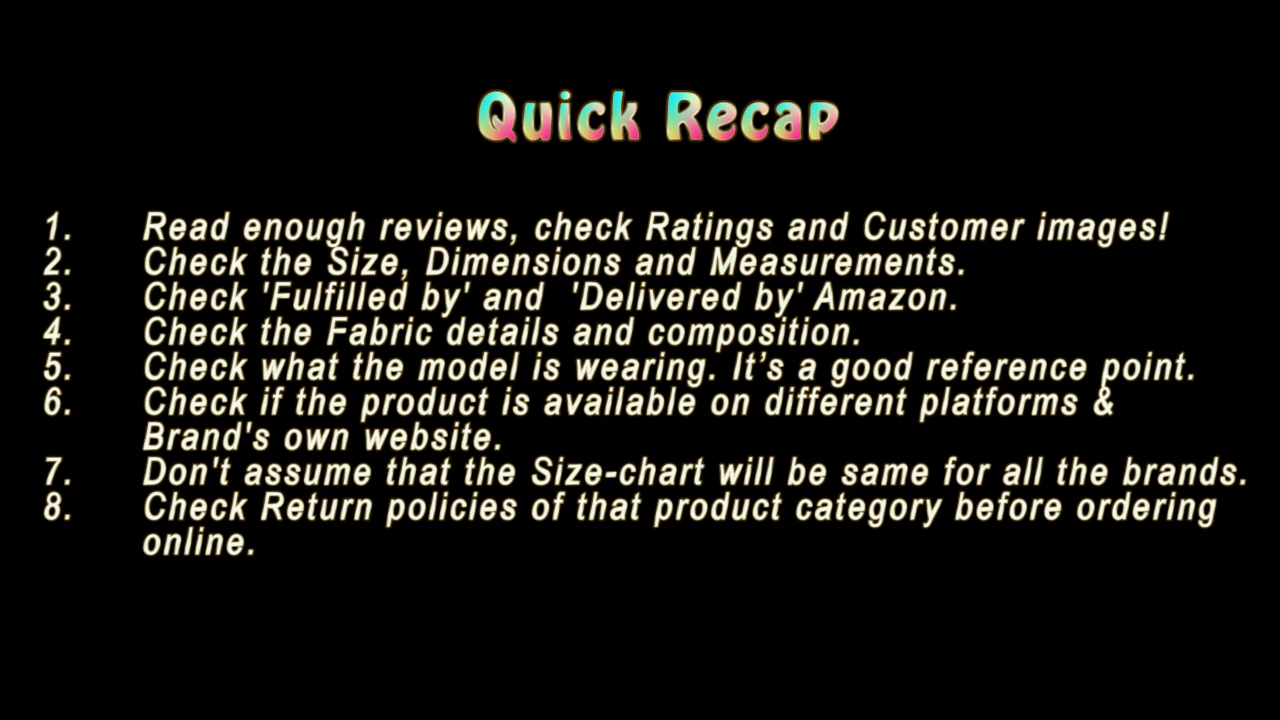 Quick Recap
1. Read enough reviews, check Ratings and Customer images!
2. Check the Size, Dimensions and Measurements.
3. Check 'Fulfilled by' and  'Delivered by' Amazon.
4. Check the Fabric details and composition.
5. Check what the model is wearing. It’s a good reference point.
6. Check if the product is available on different platforms &
Brand's own website.
7. Don't assume that the Size-chart will be same for all the brands.
8. Check Return policies of that product category before ordering
online.